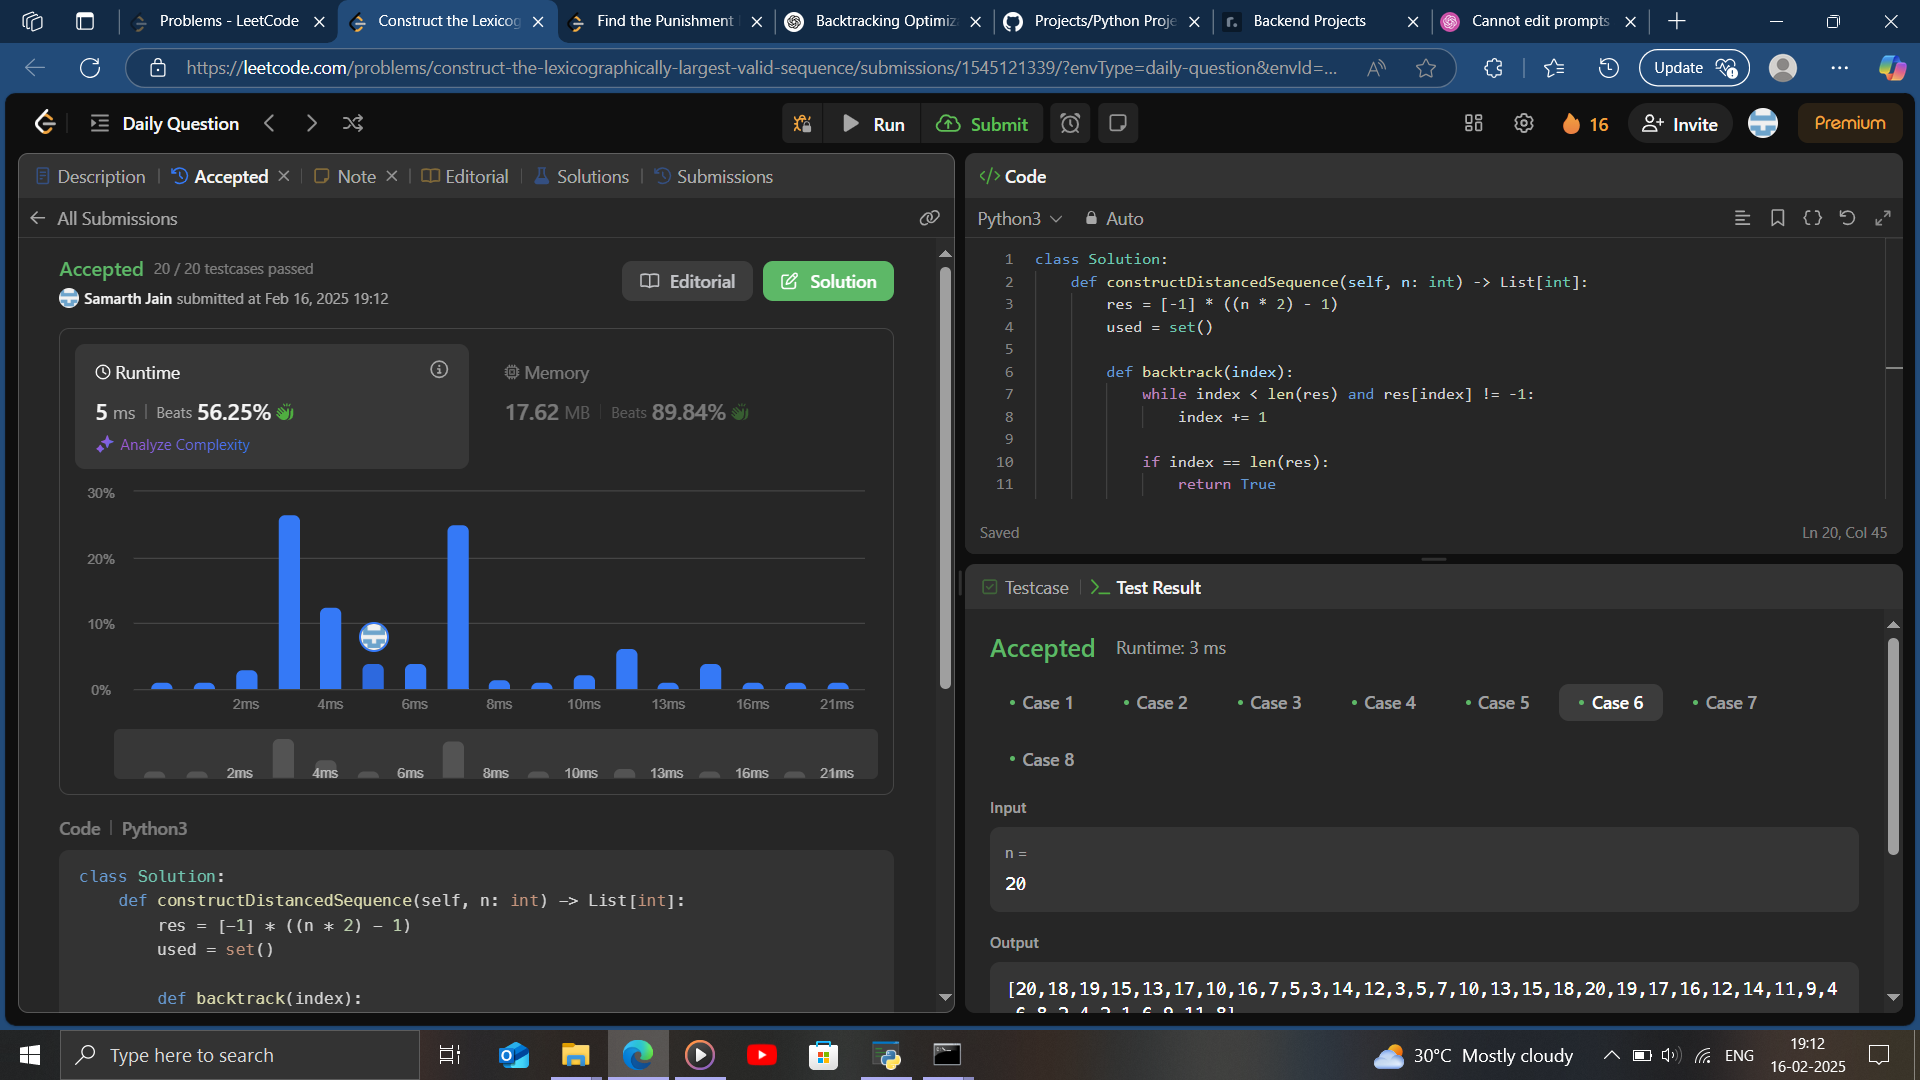 Problems - LeetCode
Construct the Lexicog
Find the Punishment
Backtracking Optimiz
Projects/Python Proje
Backend Projects
Cannot edit prompts
https://leetcode.com/problems/construct-the-lexicographically-largest-valid-sequence/submissions/1545121339/?envType=daily-question&envId=...
Update
Daily Question
Run
Submit
16
Invite
Premium
Description
Accepted
Note
Editorial
Solutions
Submissions
All Submissions
Accepted 20 / 20 testcases passed
Samarth Jain submitted at Feb 16, 2025 19:12
Editorial
Solution
Runtime
5 ms | Beats 56.25%
Analyze Complexity
Memory
17.62 MB | Beats 89.84%
30%
20%
10%
0%
2ms 4ms 6ms 8ms 10ms 13ms 16ms 21ms
2ms 4ms 6ms 8ms 10ms 13ms 16ms 21ms
Code | Python3
class Solution:
    def constructDistancedSequence(self, n: int) -> List[int]:
        res = [-1] * ((n * 2) - 1)
        used = set()
        def backtrack(index):
</> Code
Python3
Auto
1 class Solution:
2     def constructDistancedSequence(self, n: int) -> List[int]:
3         res = [-1] * ((n * 2) - 1)
4         used = set()
5
6         def backtrack(index):
7             while index < len(res) and res[index] != -1:
8                 index += 1
9
10             if index == len(res):
11                 return True
Saved
Ln 20, Col 45
Testcase
Test Result
Accepted Runtime: 3 ms
Case 1
Case 2
Case 3
Case 4
Case 5
Case 6
Case 7
Case 8
Input
n =
20
Output
[20,18,19,15,13,17,10,16,7,5,3,14,12,3,5,7,10,13,15,18,20,19,17,16,12,14,11,9,4
Type here to search
30°C Mostly cloudy
ENG
19:12
16-02-2025